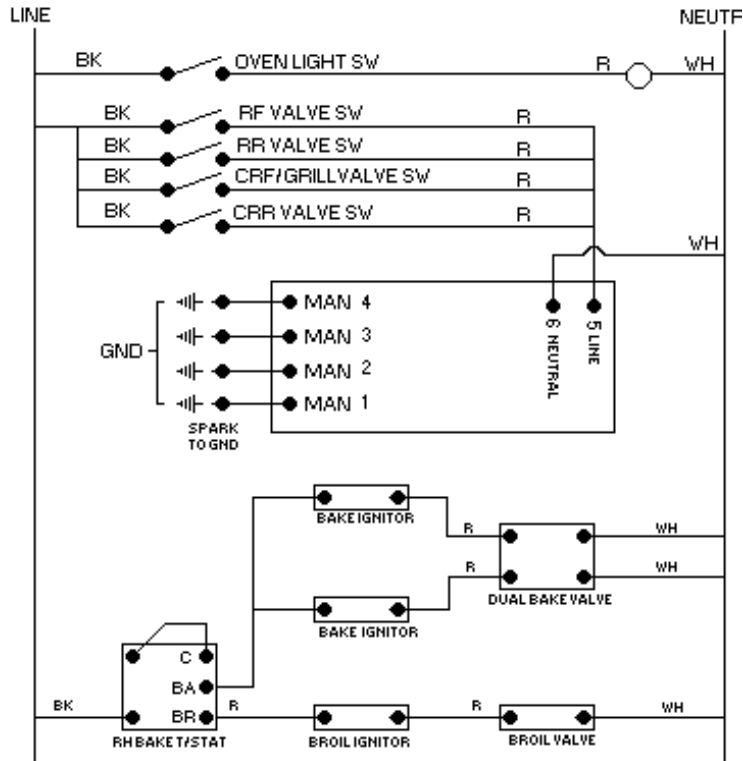 LINE
NEUTR
BK OVEN LIGHT SW R WH
BK RF VALVE SW R
BK RR VALVE SW R
BK CRF/GRILLVALVE SW R
BK CRR VALVE SW R
WH
MAN 4
MAN 3
GND
MAN 2
MAN 1
6 NEUTRAL
5 LINE
SPARK
TO GND
BAKE IGNITOR
R WH
R WH
DUAL BAKE VALVE
BAKE IGNITOR
C
BA
BK BR R R WH
RH BAKE T/STAT
BROIL IGNITOR
BROIL VALVE